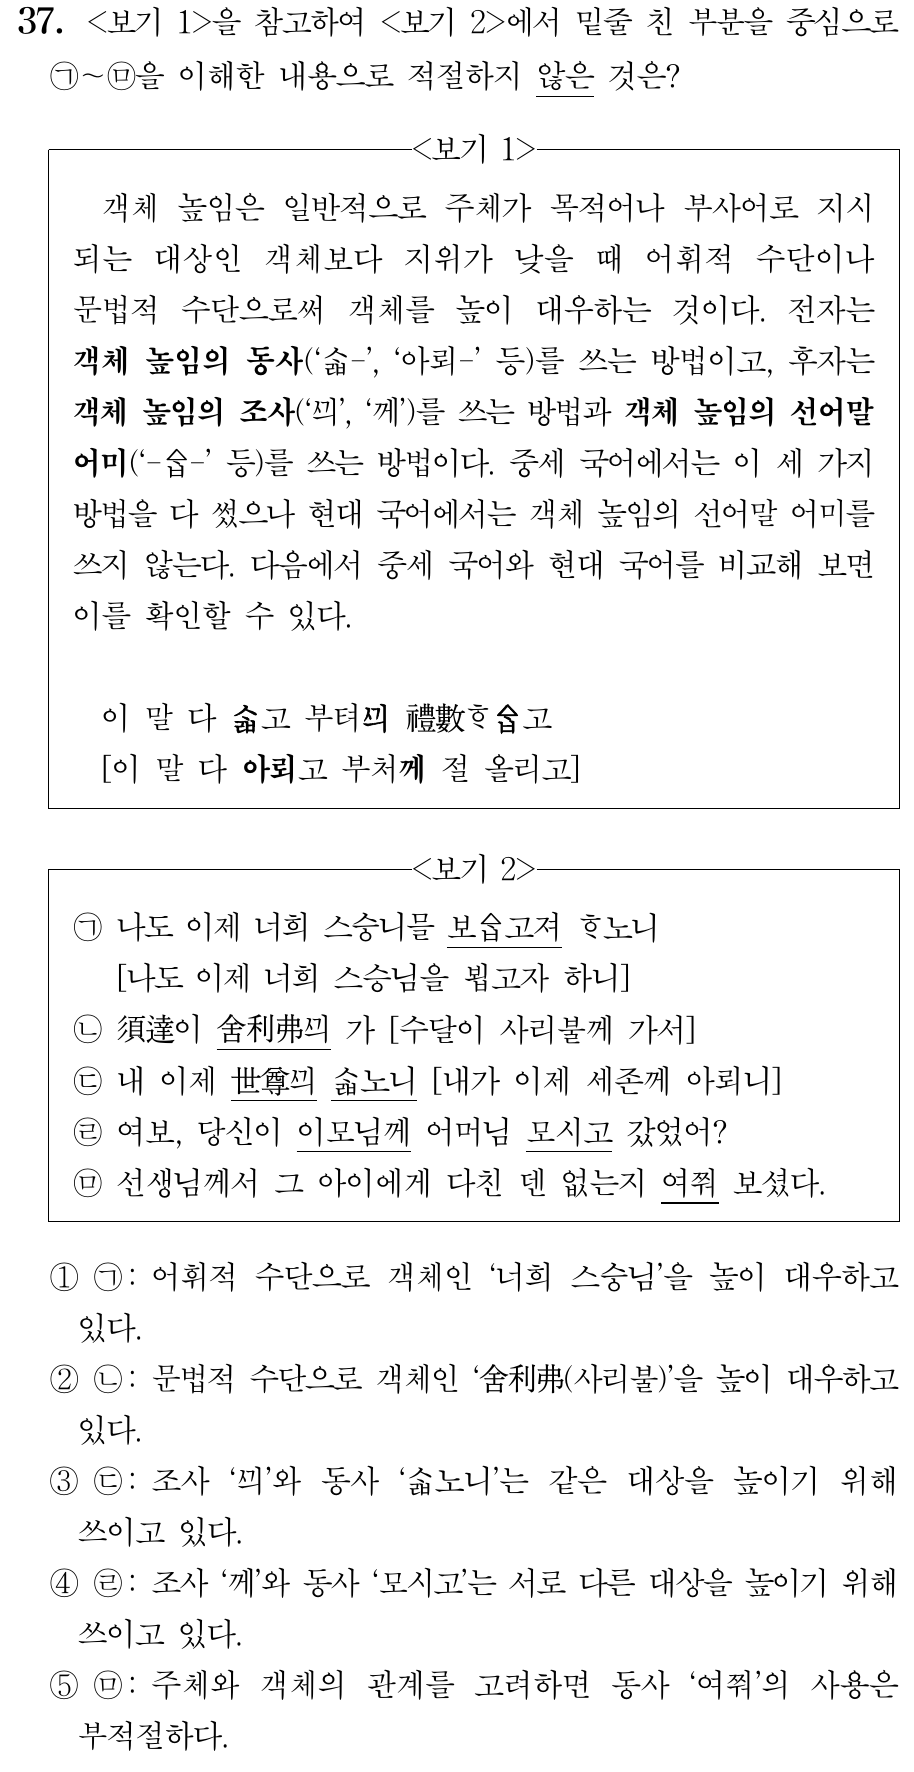 37. <보기 1>을 참고하여 <보기 2>에서 밑줄 친 부분을 중심으로
㉠~㉤을 이해한 내용으로 적절하지 않은 것은?
<보기 1>
객체 높임은 일반적으로 주체가 목적어나 부사어로 지시
되는 대상인 객체보다 지위가 낮을 때 어휘적 수단이나
문법적 수단으로써 객체를 높이 대우하는 것이다. 전자는
객체 높임의 동사(‘ᄉᆞᆲ-’, ‘아뢰-’ 등)를 쓰는 방법이고, 후자는
객체 높임의 조사(‘ᄭᅴ’, ‘께’)를 쓰는 방법과 객체 높임의 선어말
어미(‘-ᅀᆞᆸ-’ 등)를 쓰는 방법이다. 중세 국어에서는 이 세 가지
방법을 다 썼으나 현대 국어에서는 객체 높임의 선어말 어미를
쓰지 않는다. 다음에서 중세 국어와 현대 국어를 비교해 보면
이를 확인할 수 있다.
이 말 다 ᄉᆞᆲ고 부텨ᄭᅴ 禮數ᄒᆞᅀᆞᆸ고
[이 말 다 아뢰고 부처께 절 올리고]
<보기 2>
㉠ 나도 이제 너희 스숭니믈 보ᅀᆞᆸ고져 ᄒᆞ노니
[나도 이제 너희 스승님을 뵙고자 하니]
㉡ 須達이 舍利弗ᄭᅴ 가 [수달이 사리불께 가서]
㉢ 내 이제 世尊ᄭᅴ ᄉᆞᆲ노니 [내가 이제 세존께 아뢰니]
㉣ 여보, 당신이 이모님께 어머님 모시고 갔었어?
㉤ 선생님께서 그 아이에게 다친 덴 없는지 여쭤 보셨다.
① ㉠: 어휘적 수단으로 객체인 ‘너희 스승님’을 높이 대우하고
있다.
② ㉡: 문법적 수단으로 객체인 ‘舍利弗(사리불)’을 높이 대우하고
있다.
③ ㉢: 조사 ‘ᄭᅴ’와 동사 ‘ᄉᆞᆲ노니’는 같은 대상을 높이기 위해
쓰이고 있다.
④ ㉣: 조사 ‘께’와 동사 ‘모시고’는 서로 다른 대상을 높이기 위해
쓰이고 있다.
⑤ ㉤: 주체와 객체의 관계를 고려하면 동사 ‘여쭤’의 사용은
부적절하다.